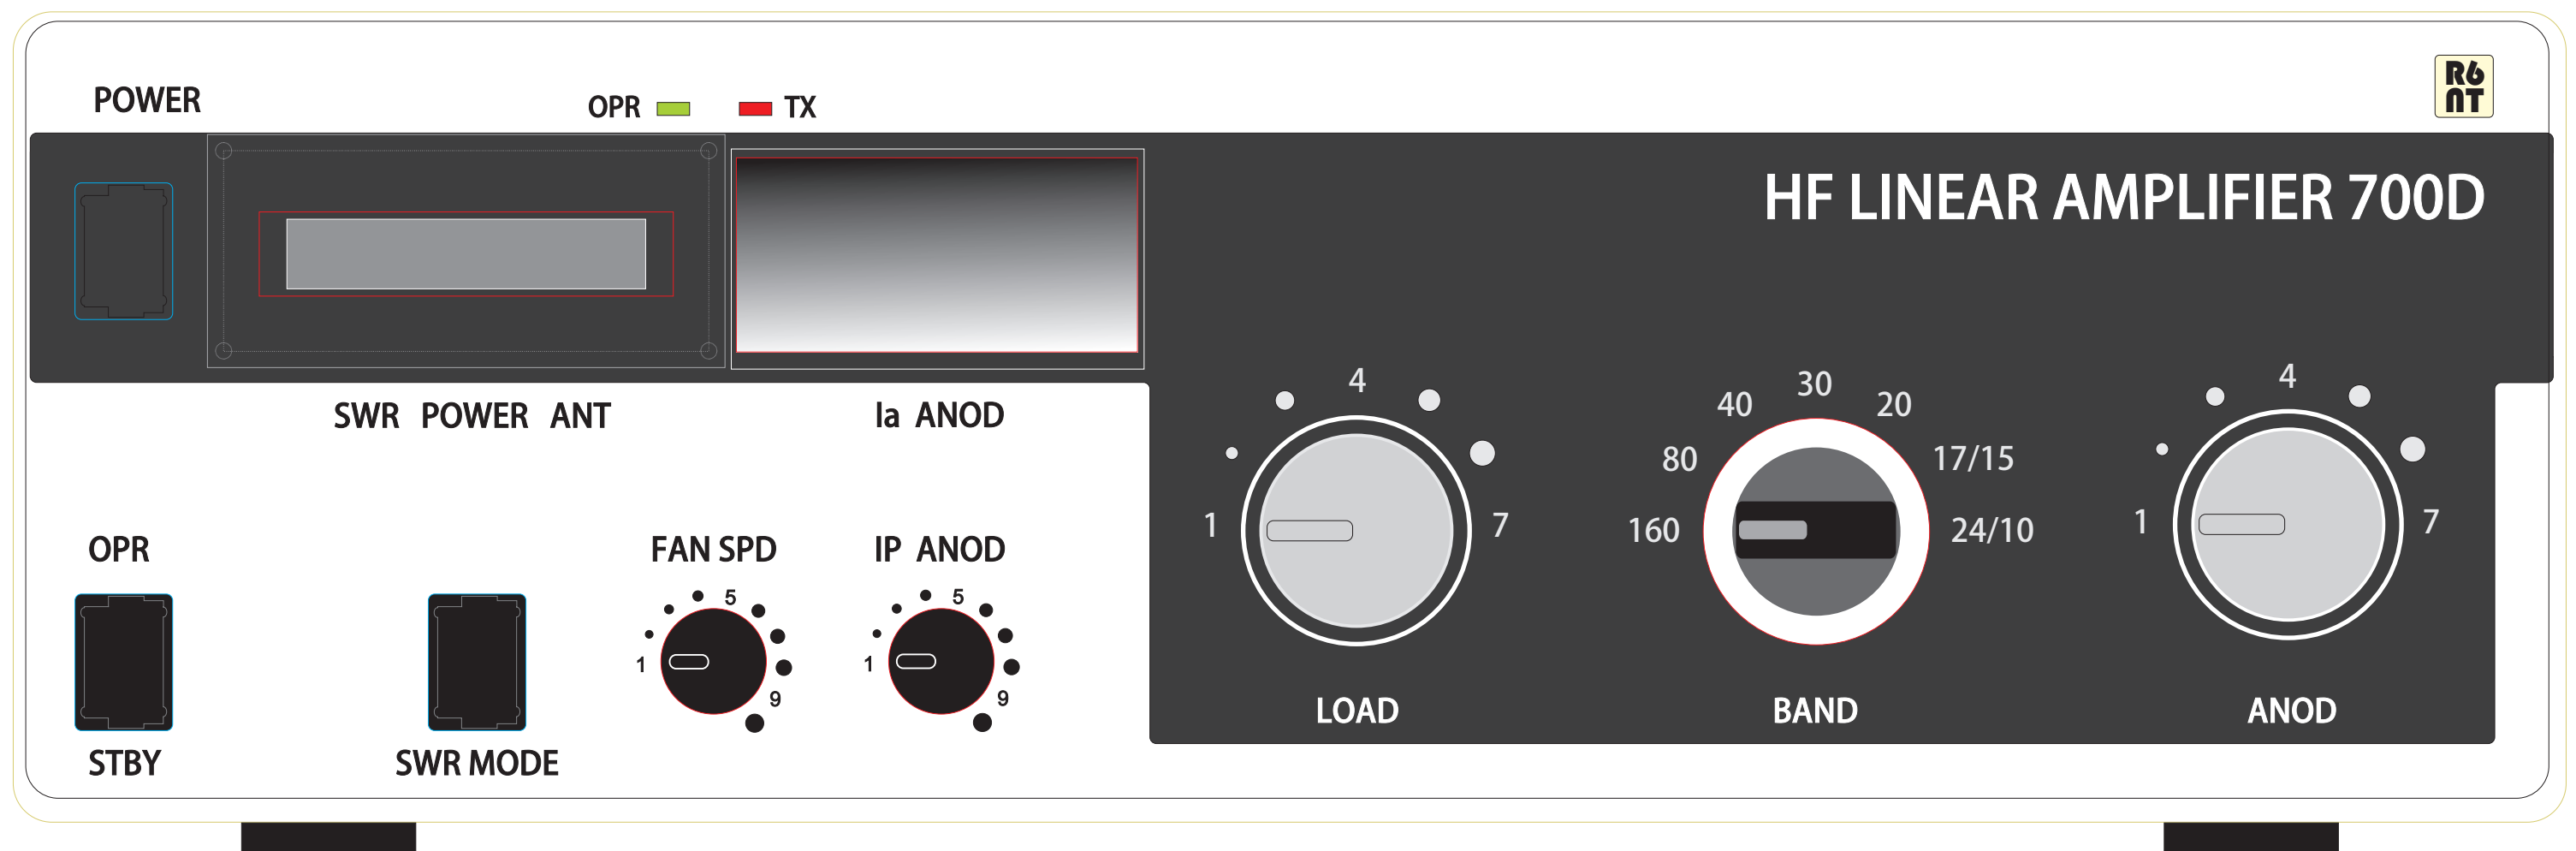 POWER
OPR TX
R6
NT
HF LINEAR AMPLIFIER 700D
SWR POWER ANT
Ia ANOD
4
1
7
LOAD
30
40
20
80
17/15
160
24/10
BAND
4
1
7
ANOD
OPR
STBY
SWR MODE
FAN SPD
5
1
9
IP ANOD
5
1
9